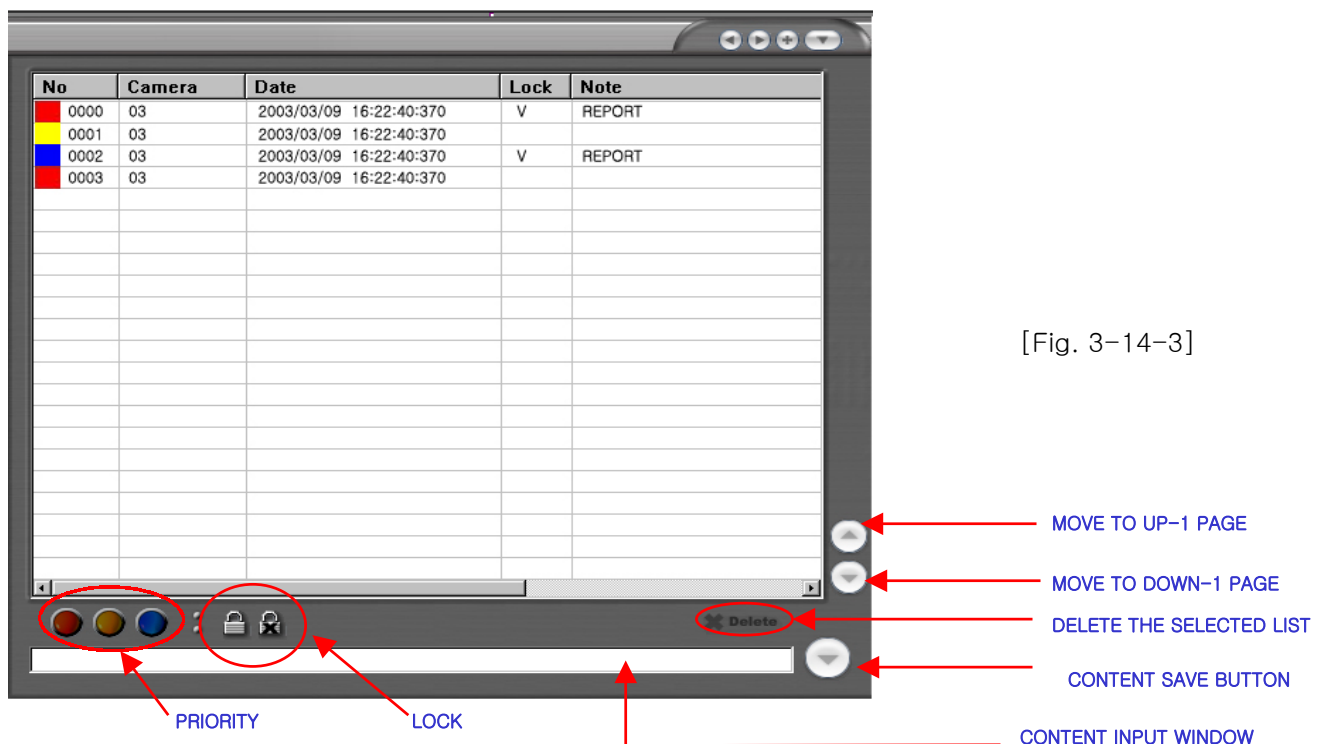 No Camera Date Lock Note
0000 03 2003/03/09 16:22:40:370 V REPORT
0001 03 2003/03/09 16:22:40:370
0002 03 2003/03/09 16:22:40:370 V REPORT
0003 03 2003/03/09 16:22:40:370
[Fig. 3-14-3]
MOVE TO UP-1 PAGE
MOVE TO DOWN-1 PAGE
Delete
DELETE THE SELECTED LIST
CONTENT SAVE BUTTON
PRIORITY
LOCK
CONTENT INPUT WINDOW